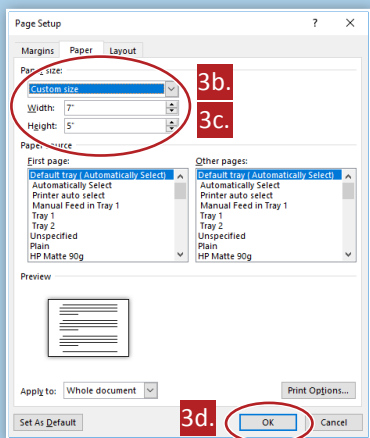 Page Setup ? ×
Margins Paper Layout
Paper size:
Custom size
3b.
Width: 7"
3c.
Height: 5"
Paper source
First page: Other pages:
Default tray (Automatically Select) Default tray (Automatically Select)
Automatically Select Automatically Select
Printer auto select Printer auto select
Manual Feed in Tray 1 Manual Feed in Tray 1
Tray 1 Tray 1
Tray 2 Tray 2
Unspecified Unspecified
Plain Plain
HP Matte 90g HP Matte 90g
Preview
Apply to: Whole document Print Options...
Set As Default 3d. OK Cancel